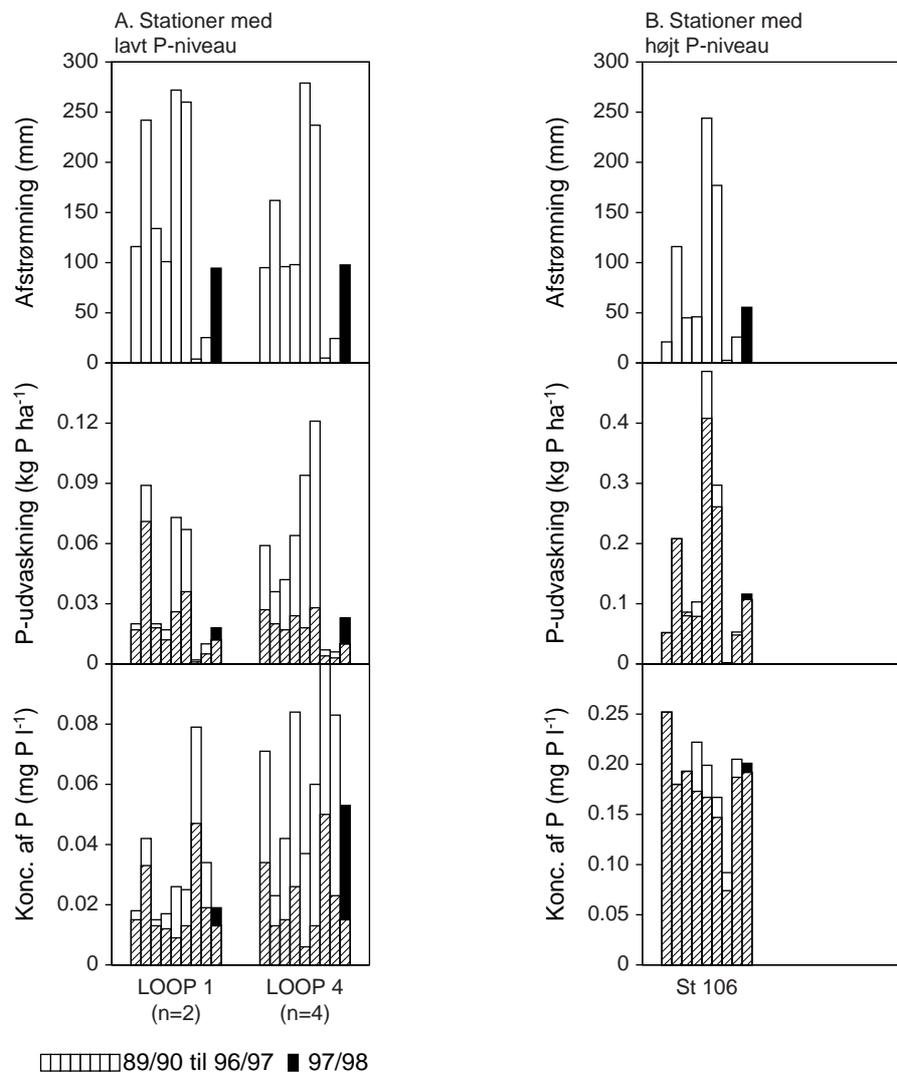 A. Stationer med
lavt P-niveau
300
250
200
150
100
50
0
Afstrømning (mm)
0.12
0.09
0.06
0.03
0
P-udvaskning (kg P ha-1)
0.08
0.06
0.04
0.02
0
Konc. af P (mg P l-1)
LOOP 1
(n=2)
LOOP 4
(n=4)
B. Stationer med
højt P-niveau
300
250
200
150
100
50
0
Afstrømning (mm)
0.4
0.3
0.2
0.1
0
P-udvaskning (kg P ha-1)
0.25
0.20
0.15
0.10
0.05
0
Konc. af P (mg P l-1)
St 106
89/90 til 96/97
97/98